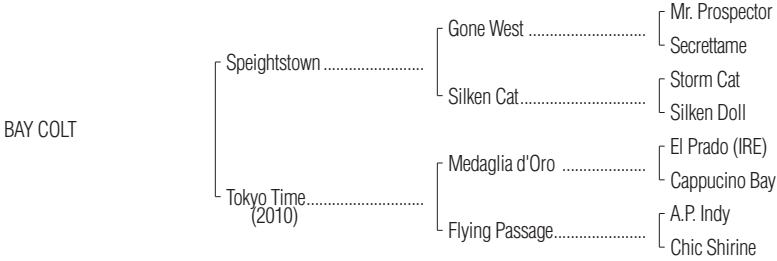 Mr. Prospector
Gone West ..............................
Secrettame
Speightstown .........................
Storm Cat
Silken Cat................................
Silken Doll
BAY COLT
El Prado (IRE)
Medaglia d'Oro .....................
Cappucino Bay
Tokyo Time.............................
(2010)
A.P. Indy
Flying Passage.......................
Chic Shirine